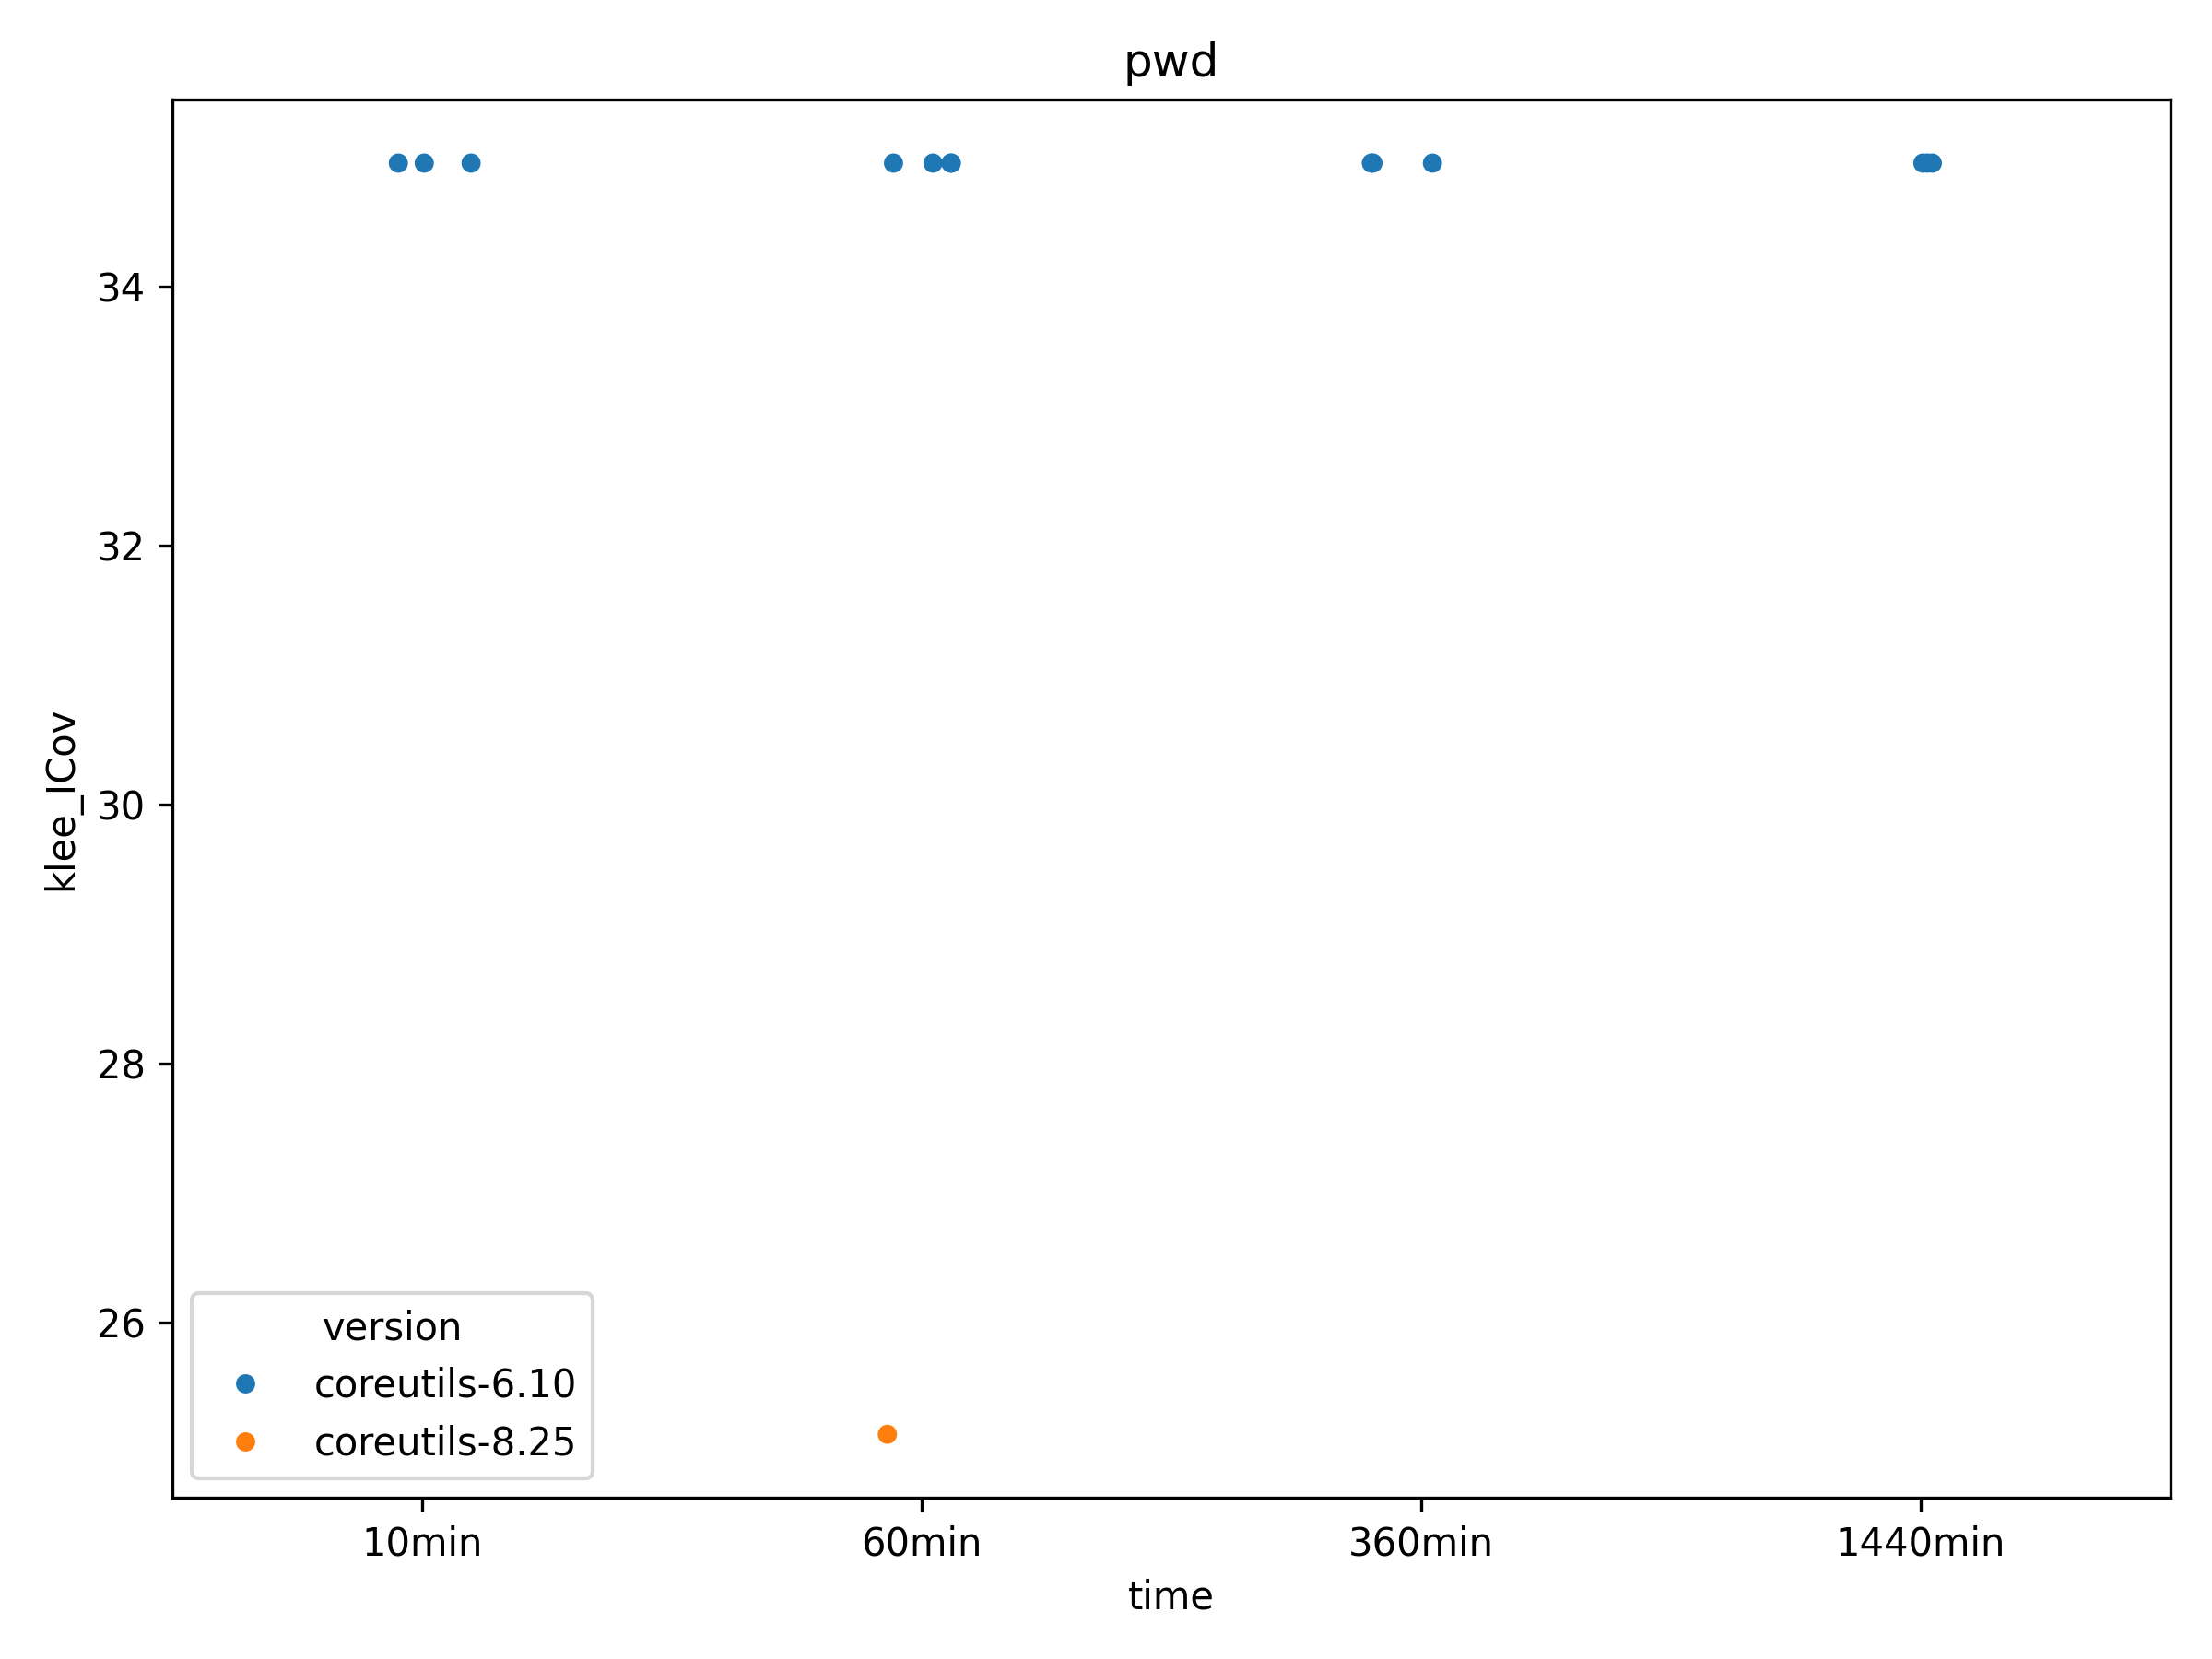 pwd
34
32
30
28
26
klee_ICov
version
coreutils-6.10
coreutils-8.25
10min
60min
360min
1440min
time